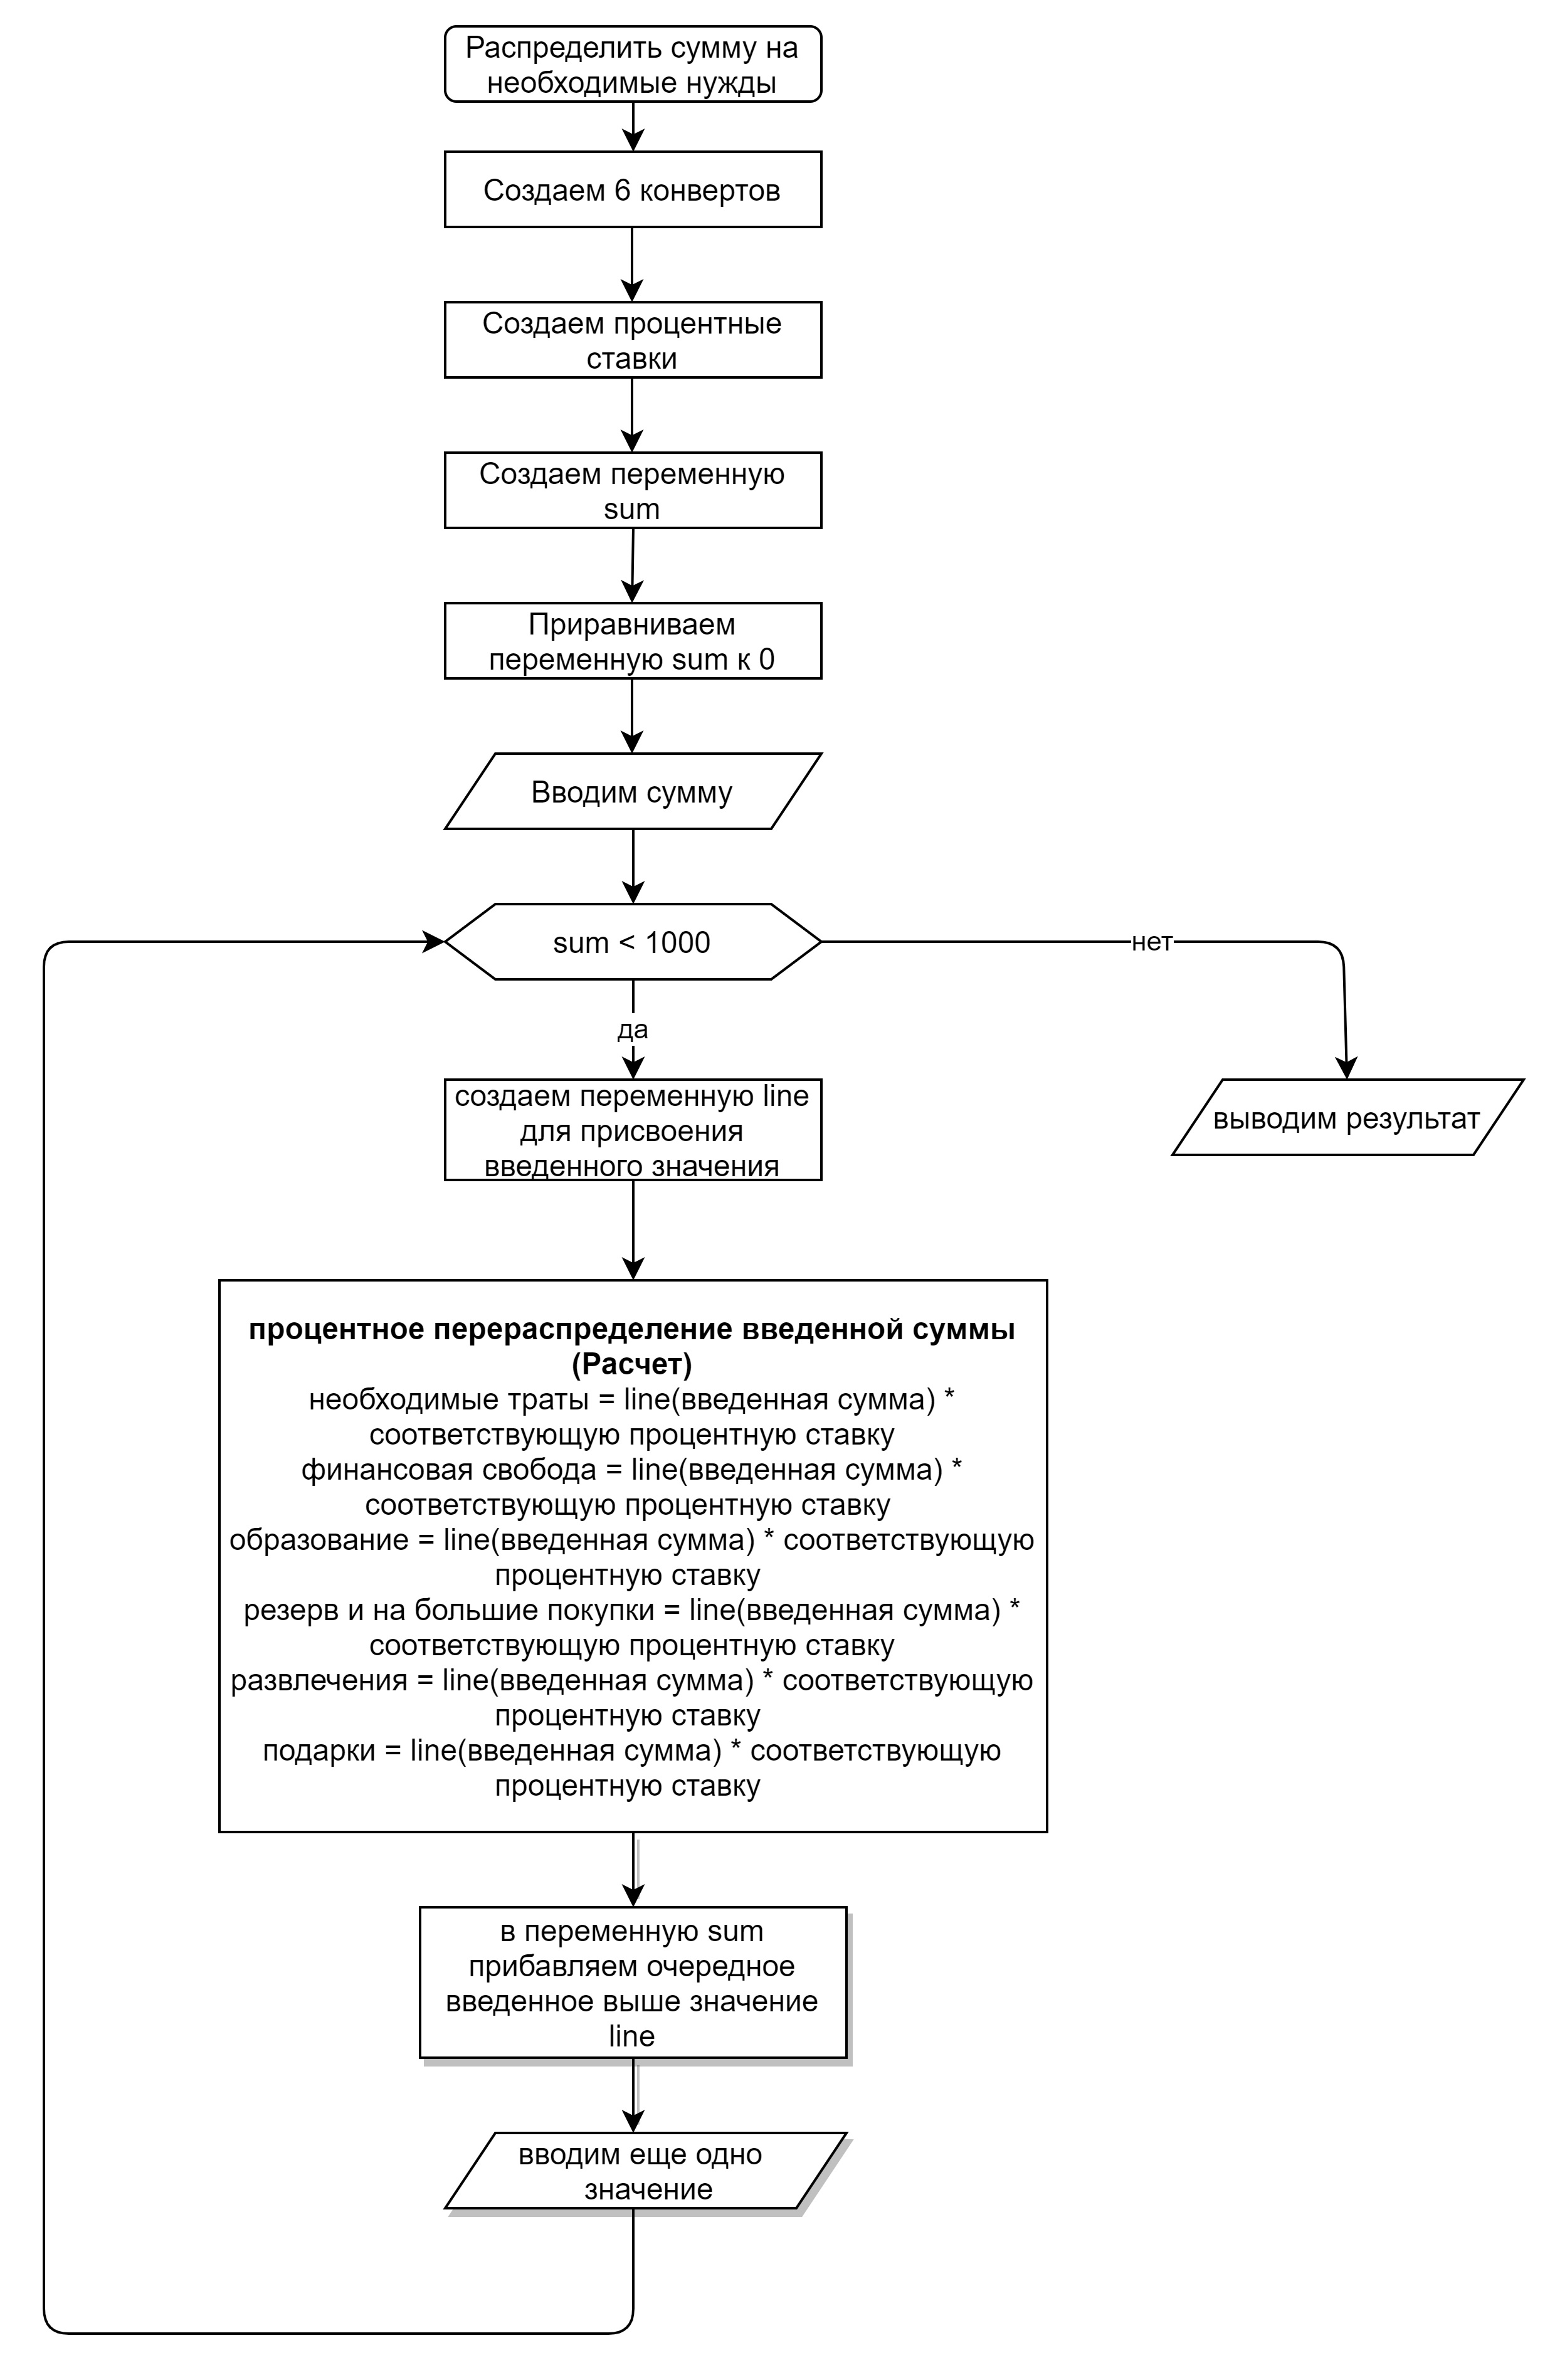 Распределить сумму на
необходимые нужды
Создаем 6 конвертов
Создаем процентные
ставки
Создаем переменную
sum
Приравниваем
переменную sum к 0
Вводим сумму
sum < 1000
нет
да
создаем переменную line
для присвоения
введенного значения
выводим результат
процентное перераспределение введенной суммы
(Расчет)
необходимые траты = line(введенная сумма) *
соответствующую процентную ставку
финансовая свобода = line(введенная сумма) *
соответствующую процентную ставку
образование = line(введенная сумма) * соответствующую
процентную ставку
резерв и на большие покупки = line(введенная сумма) *
соответствующую процентную ставку
развлечения = line(введенная сумма) * соответствующую
процентную ставку
подарки = line(введенная сумма) * соответствующую
процентную ставку
в переменную sum
прибавляем очередное
введенное выше значение
line
вводим еще одно
значение